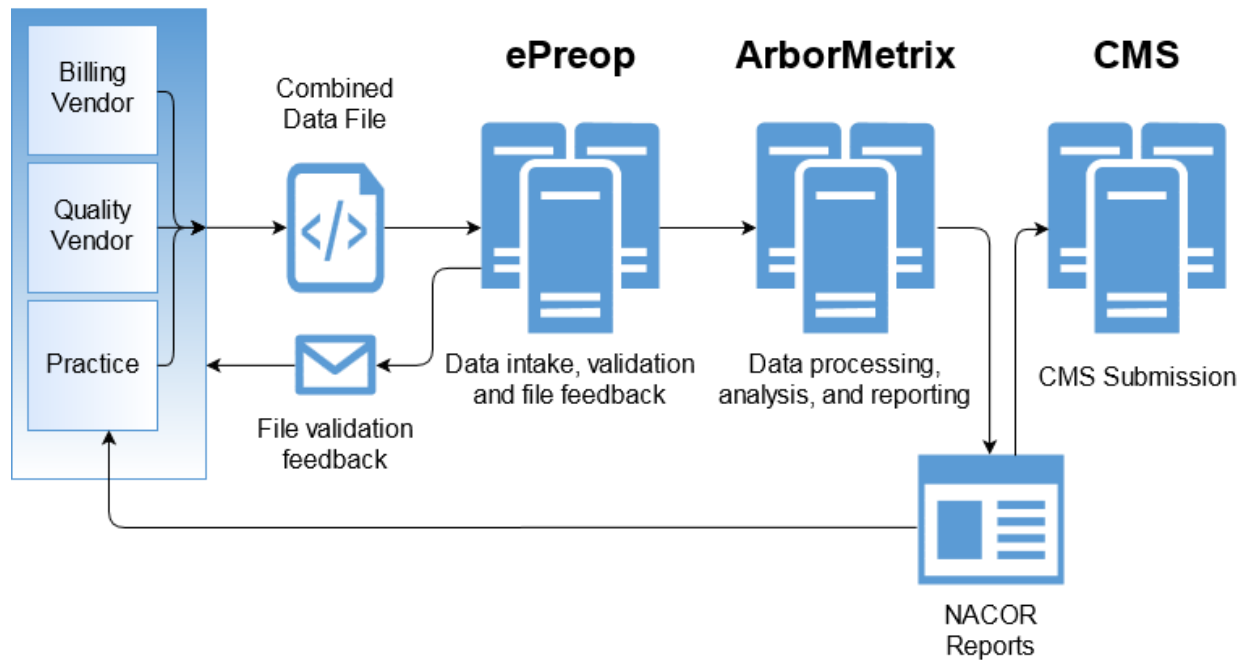 Billing
Vendor
Quality
Vendor
Practice
Combined
Data File
</>
File validation
feedback
ePreop
Data intake, validation
and file feedback
ArborMetrix
Data processing,
analysis, and reporting
CMS
CMS Submission
NACOR
Reports